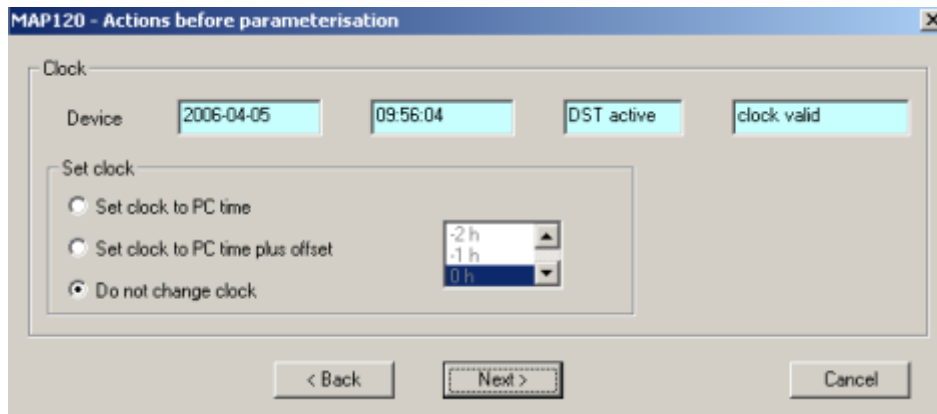 MAP120 - Actions before parameterisation
Clock
Device 2006-04-05 09:56:04 DST active clock valid
Set clock
Set clock to PC time
Set clock to PC time plus offset
Do not change clock
-2 h
-1 h
0 h
< Back Next > Cancel